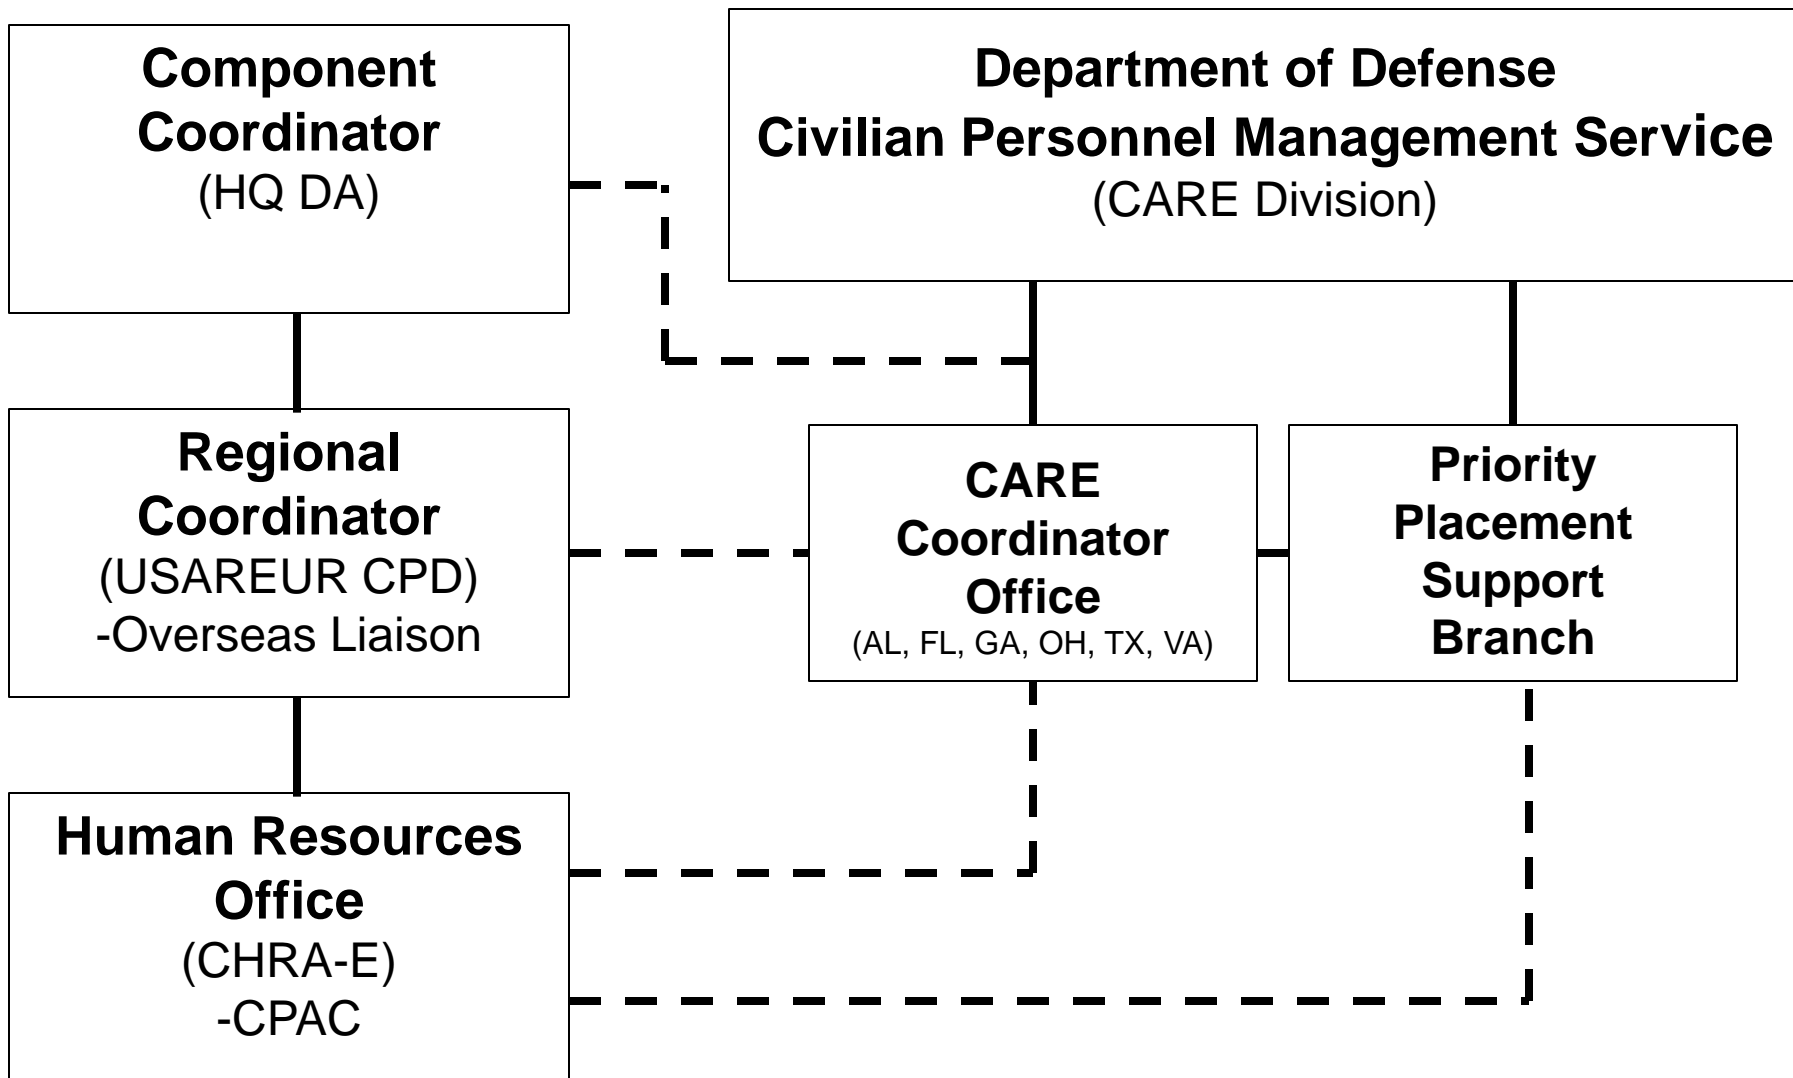 Component
Coordinator
(HQ DA)
Department of Defense
Civilian Personnel Management Service
(CARE Division)
Regional
Coordinator
(USAREUR CPD)
-Overseas Liaison
CARE
Coordinator
Office
(AL, FL, GA, OH, TX, VA)
Priority
Placement
Support
Branch
Human Resources
Office
(CHRA-E)
-CPAC